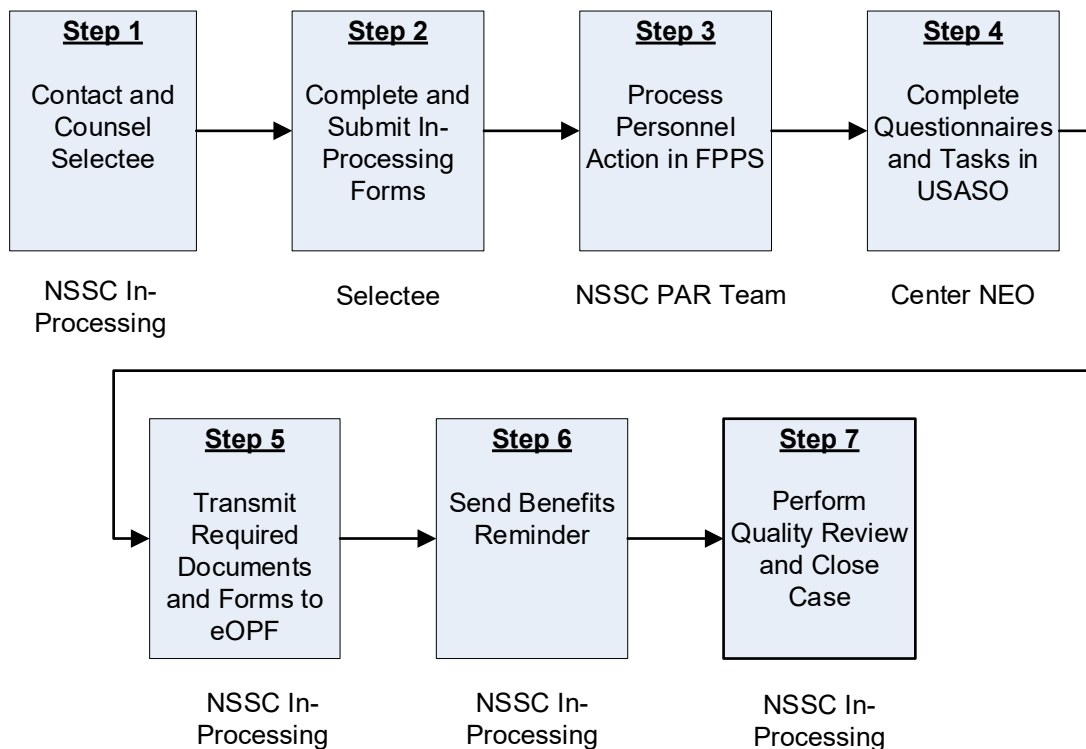 Step 1
Contact and
Counsel
Selectee
NSSC In-
Processing
Step 2
Complete and
Submit In-
Processing
Forms
Selectee
Step 3
Process
Personnel
Action in FPPS
NSSC PAR Team
Step 4
Complete
Questionnaires
and Tasks in
USASO
Center NEO
Step 5
Transmit
Required
Documents
and Forms to
eOPF
NSSC In-
Processing
Step 6
Send Benefits
Reminder
NSSC In-
Processing
Step 7
Perform
Quality Review
and Close
Case
NSSC In-
Processing